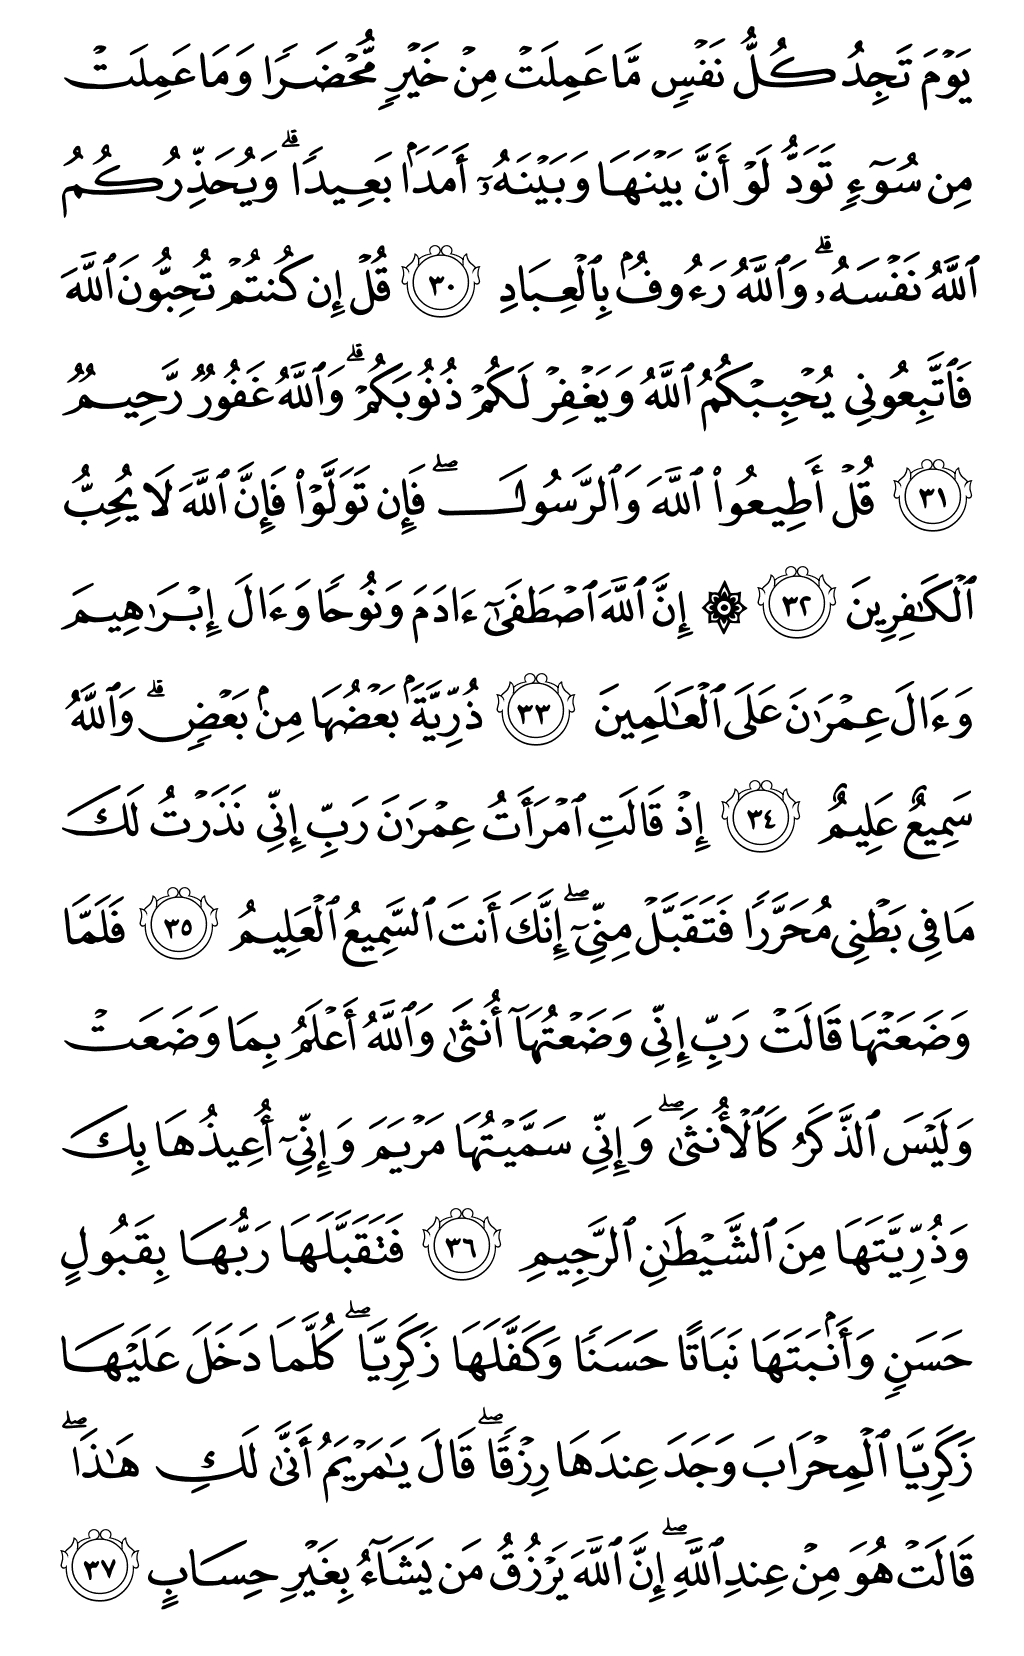 يَوْمَ تَجِدُ كُلُّ نَفْسٍ مَّا عَمِلَتْ مِنْ خَيْرٍ مُّحْضَرًا وَمَا عَمِلَتْ
مِن سُوٓءٍ تَوَدُّ لَوْ أَنَّ بَيْنَهَا وَبَيْنَهُۥٓ أَمَدَۢا بَعِيدًا ۗ وَيُحَذِّرُكُمُ
ٱللَّهُ نَفْسَهُۥ ۗ وَٱللَّهُ رَءُوفُۢ بِٱلْعِبَادِ ٣٠ قُلْ إِن كُنتُمْ تُحِبُّونَ ٱللَّهَ
فَٱتَّبِعُونِى يُحْبِبْكُمُ ٱللَّهُ وَيَغْفِرْ لَكُمْ ذُنُوبَكُمْ ۗ وَٱللَّهُ غَفُورٌ رَّحِيمٌ
٣١ قُلْ أَطِيعُوا۟ ٱللَّهَ وَٱلرَّسُولَ ۖ فَإِن تَوَلَّوْا۟ فَإِنَّ ٱللَّهَ لَا يُحِبُّ
ٱلْكَٰفِرِينَ ٣٢ ۞ إِنَّ ٱللَّهَ ٱصْطَفَىٰٓ ءَادَمَ وَنُوحًا وَءَالَ إِبْرَٰهِيمَ
وَءَالَ عِمْرَٰنَ عَلَى ٱلْعَٰلَمِينَ ٣٣ ذُرِّيَّةَۢ بَعْضُهَا مِنۢ بَعْضٍ ۗ وَٱللَّهُ
سَمِيعٌ عَلِيمٌ ٣٤ إِذْ قَالَتِ ٱمْرَأَتُ عِمْرَٰنَ رَبِّ إِنِّى نَذَرْتُ لَكَ
مَا فِى بَطْنِى مُحَرَّرًا فَتَقَبَّلْ مِنِّىٓ ۖ إِنَّكَ أَنتَ ٱلسَّمِيعُ ٱلْعَلِيمُ ٣٥ فَلَمَّا
وَضَعَتْهَا قَالَتْ رَبِّ إِنِّى وَضَعْتُهَآ أُنثَىٰ وَٱللَّهُ أَعْلَمُ بِمَا وَضَعَتْ
وَلَيْسَ ٱلذَّكَرُ كَٱلْأُنثَىٰ ۖ وَإِنِّى سَمَّيْتُهَا مَرْيَمَ وَإِنِّىٓ أُعِيذُهَا بِكَ
وَذُرِّيَّتَهَا مِنَ ٱلشَّيْطَٰنِ ٱلرَّجِيمِ ٣٦ فَتَقَبَّلَهَا رَبُّهَا بِقَبُولٍ
حَسَنٍ وَأَنۢبَتَهَا نَبَاتًا حَسَنًا وَكَفَّلَهَا زَكَرِيَّا ۖ كُلَّمَا دَخَلَ عَلَيْهَا
زَكَرِيَّا ٱلْمِحْرَابَ وَجَدَ عِندَهَا رِزْقًا ۖ قَالَ يَٰمَرْيَمُ أَنَّىٰ لَكِ هَٰذَا ۖ
قَالَتْ هُوَ مِنْ عِندِ ٱللَّهِ ۖ إِنَّ ٱللَّهَ يَرْزُقُ مَن يَشَآءُ بِغَيْرِ حِسَابٍ ٣٧